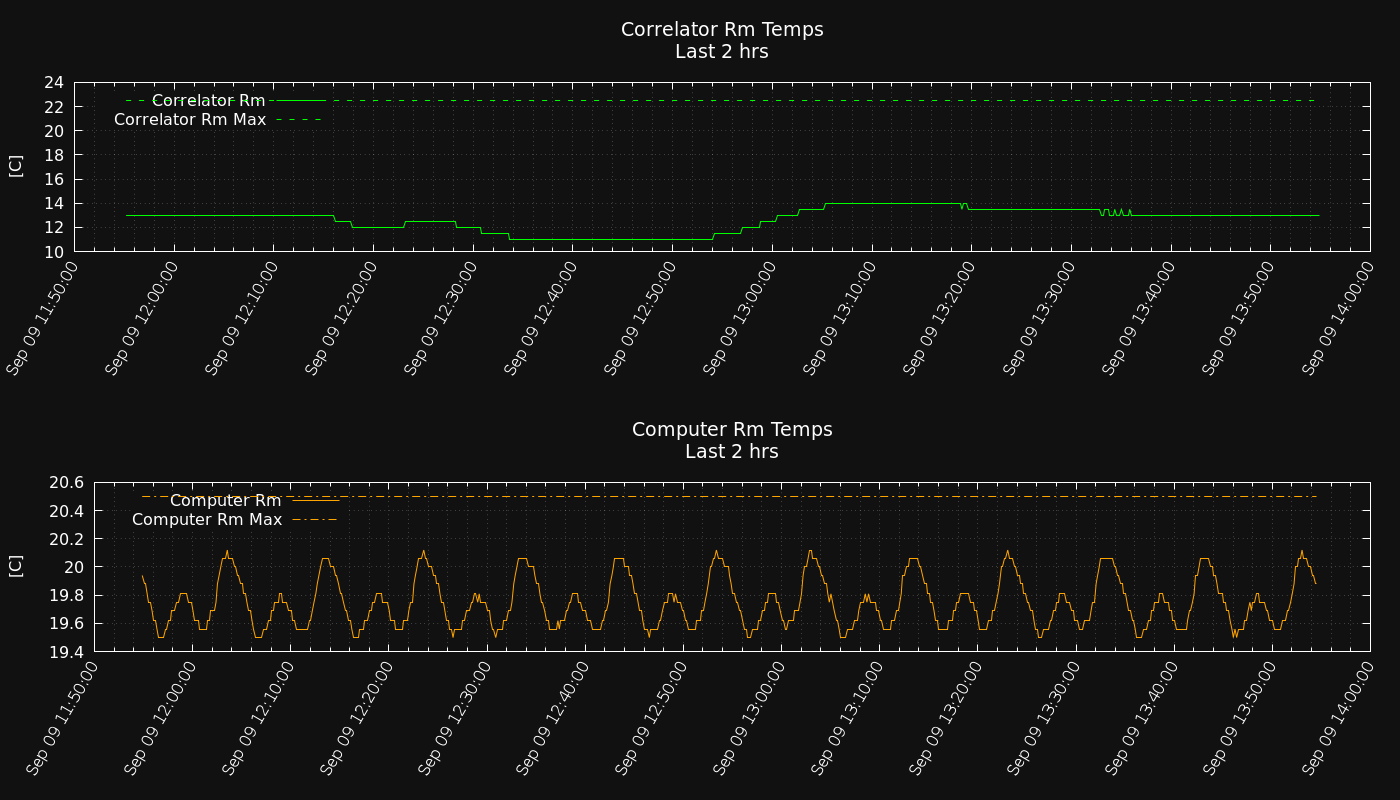 Correlator Rm Temps
Last 2 hrs
24
22
20
18
16
14
12
10
[C]
Correlator Rm
Correlator Rm Max
Sep 09 11:50:00
Sep 09 12:00:00
Sep 09 12:10:00
Sep 09 12:20:00
Sep 09 12:30:00
Sep 09 12:40:00
Sep 09 12:50:00
Sep 09 13:00:00
Sep 09 13:10:00
Sep 09 13:20:00
Sep 09 13:30:00
Sep 09 13:40:00
Sep 09 13:50:00
Sep 09 14:00:00
Computer Rm Temps
Last 2 hrs
20.6
20.4
20.2
20
19.8
19.6
19.4
[C]
Computer Rm
Computer Rm Max
Sep 09 11:50:00
Sep 09 12:00:00
Sep 09 12:10:00
Sep 09 12:20:00
Sep 09 12:30:00
Sep 09 12:40:00
Sep 09 12:50:00
Sep 09 13:00:00
Sep 09 13:10:00
Sep 09 13:20:00
Sep 09 13:30:00
Sep 09 13:40:00
Sep 09 13:50:00
Sep 09 14:00:00